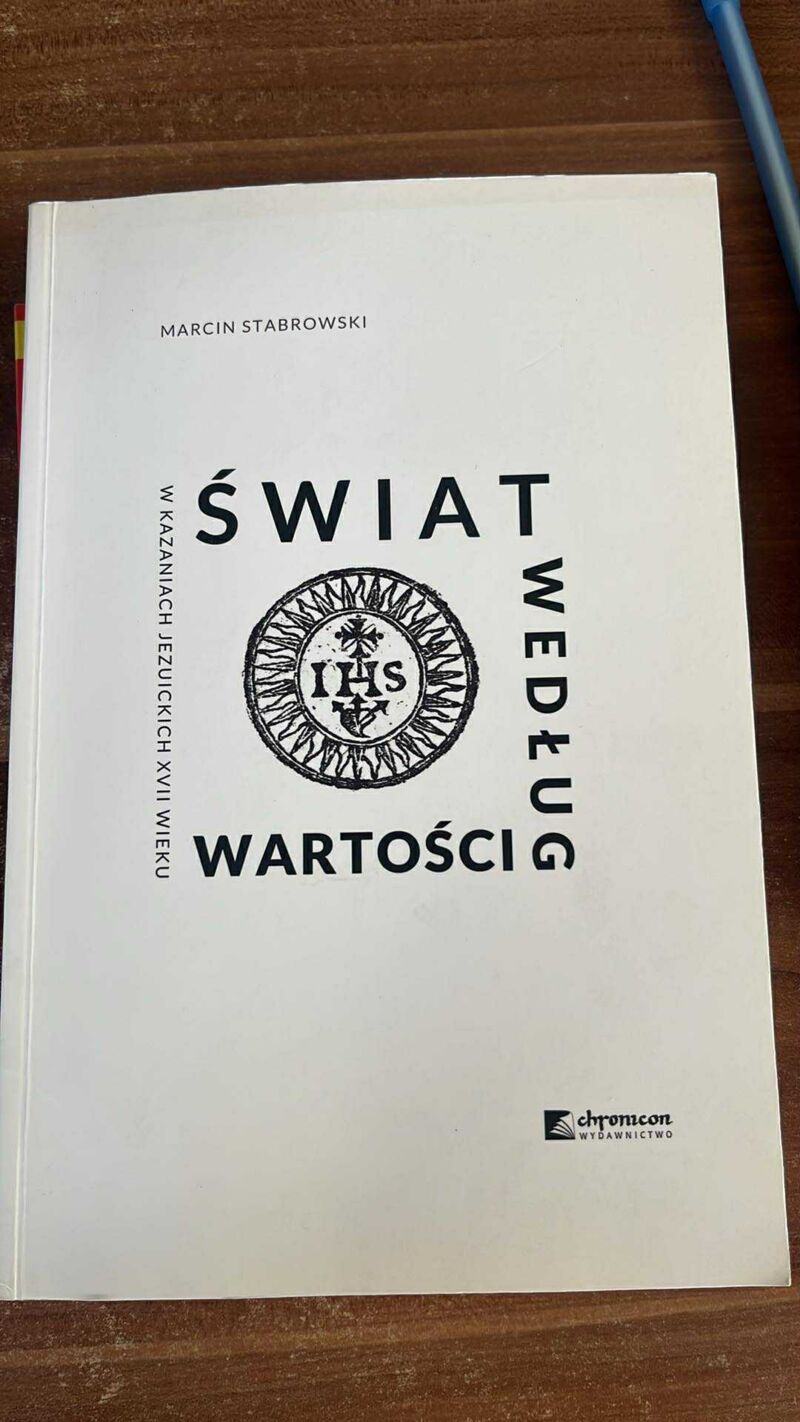 MARCIN STABROWSKI
ŚWIAT
WEDŁUG
WARTOŚCI
W KAZANIACH JEZUICKICH XVII WIEKU
IHS
chronicon
WYDAWNICTWO